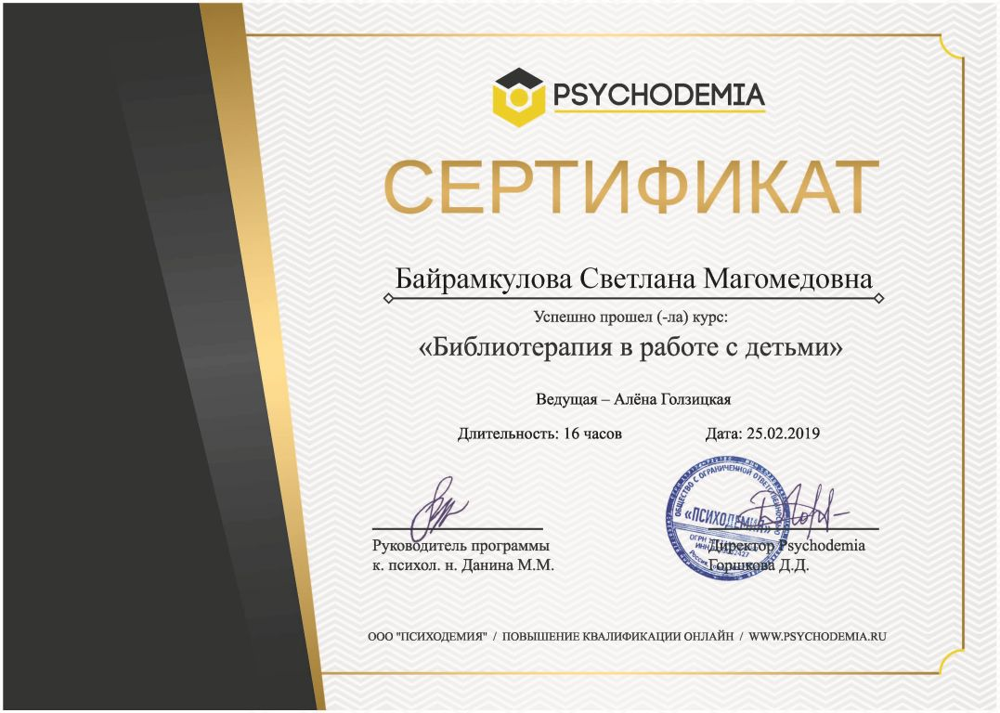 PSYCHODEMIA
СЕРТИФИКАТ
Байрамкулова Светлана Магомедовна
Успешно прошел (-ла) курс:
«Библиотерапия в работе с детьми»
Ведущая – Алёна Голзицкая
Длительность: 16 часов
Дата: 25.02.2019
ОБЩЕСТВО С ОГРАНИЧЕННОЙ ОТВЕТСТВЕННОСТЬЮ
«ПСИХОДЕМИЯ»
ОГРН
ИНН
Руководитель программы
к. психол. н. Данина М.М.
Директор Psychodemia
Горшкова Д.Д.
ООО "ПСИХОДЕМИЯ" / ПОВЫШЕНИЕ КВАЛИФИКАЦИИ ОНЛАЙН / WWW.PSYCHODEMIA.RU